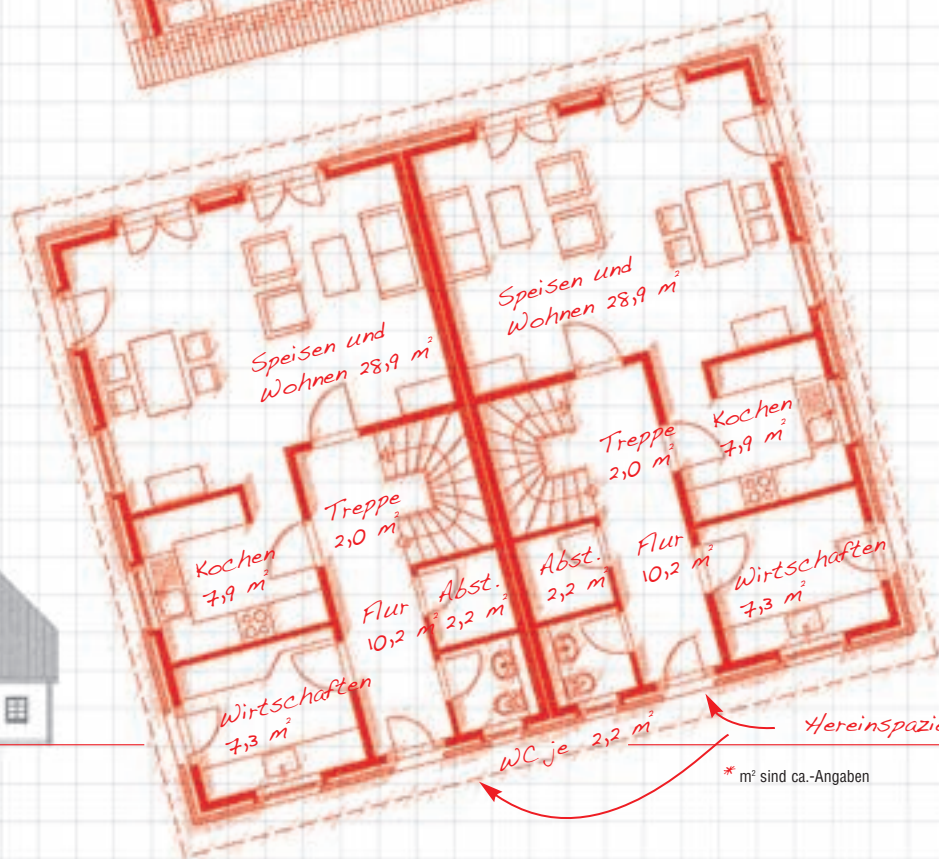 Speisen und
Wohnen 28,9 m²
Speisen und
Wohnen 28,9 m²
Treppe
2,0 m²
Kochen
7,9 m²
Treppe
2,0 m²
Kochen
7,9 m²
Flur
10,2 m²
Abst.
2,2 m²
Abst.
2,2 m²
Flur
10,2 m²
Wirtschaften
7,3 m²
Wirtschaften
7,3 m²
WC je 2,2 m²
Hereinspazie
* m² sind ca.-Angaben